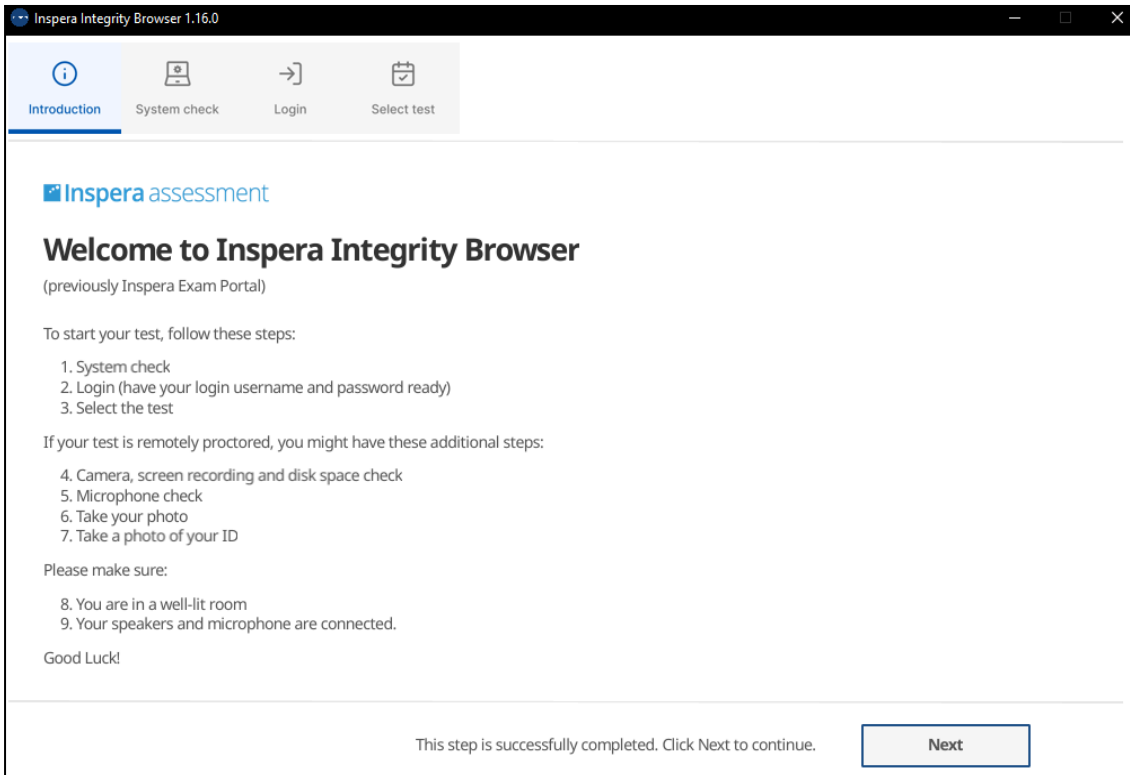 Inspera Integrity Browser 1.16.0
Introduction
System check
Login
Select test
Inspera assessment
Welcome to Inspera Integrity Browser
(previously Inspera Exam Portal)
To start your test, follow these steps:
1. System check
2. Login (have your login username and password ready)
3. Select the test
If your test is remotely proctored, you might have these additional steps:
4. Camera, screen recording and disk space check
5. Microphone check
6. Take your photo
7. Take a photo of your ID
Please make sure:
8. You are in a well-lit room
9. Your speakers and microphone are connected.
Good Luck!
This step is successfully completed. Click Next to continue.
Next